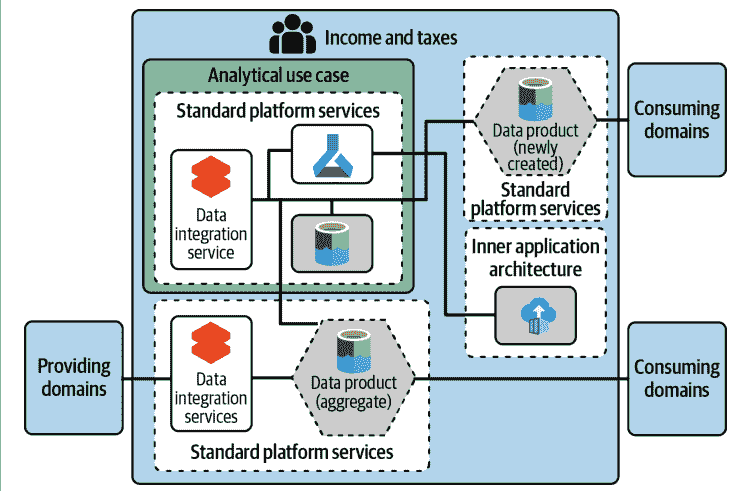 Income and taxes
Analytical use case
Standard platform services
Data
integration
service
Data product
(newly
created)
Standard
platform services
Consuming
domains
Inner application
architecture
Providing
domains
Data
integration
services
Data product
(aggregate)
Standard platform services
Consuming
domains